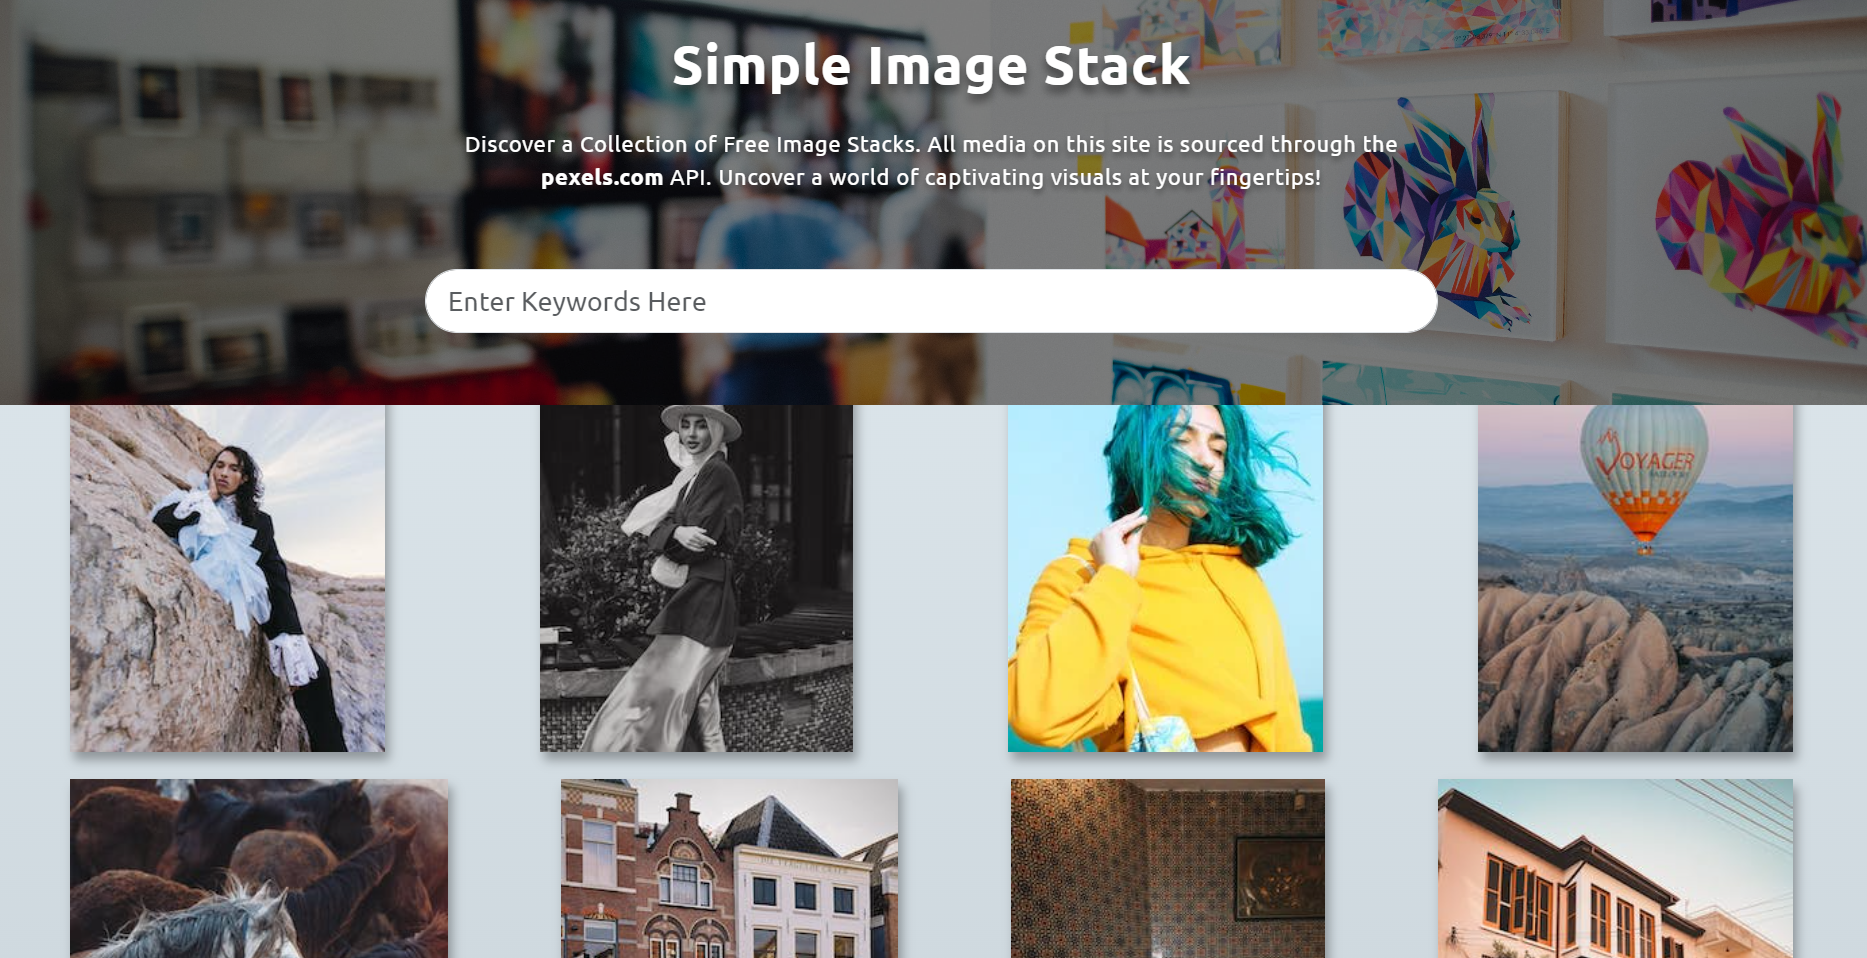 Simple Image Stack
Discover a Collection of Free Image Stacks. All media on this site is sourced through the
pexels.com API. Uncover a world of captivating visuals at your fingertips!
Enter Keywords Here
VOYAGER